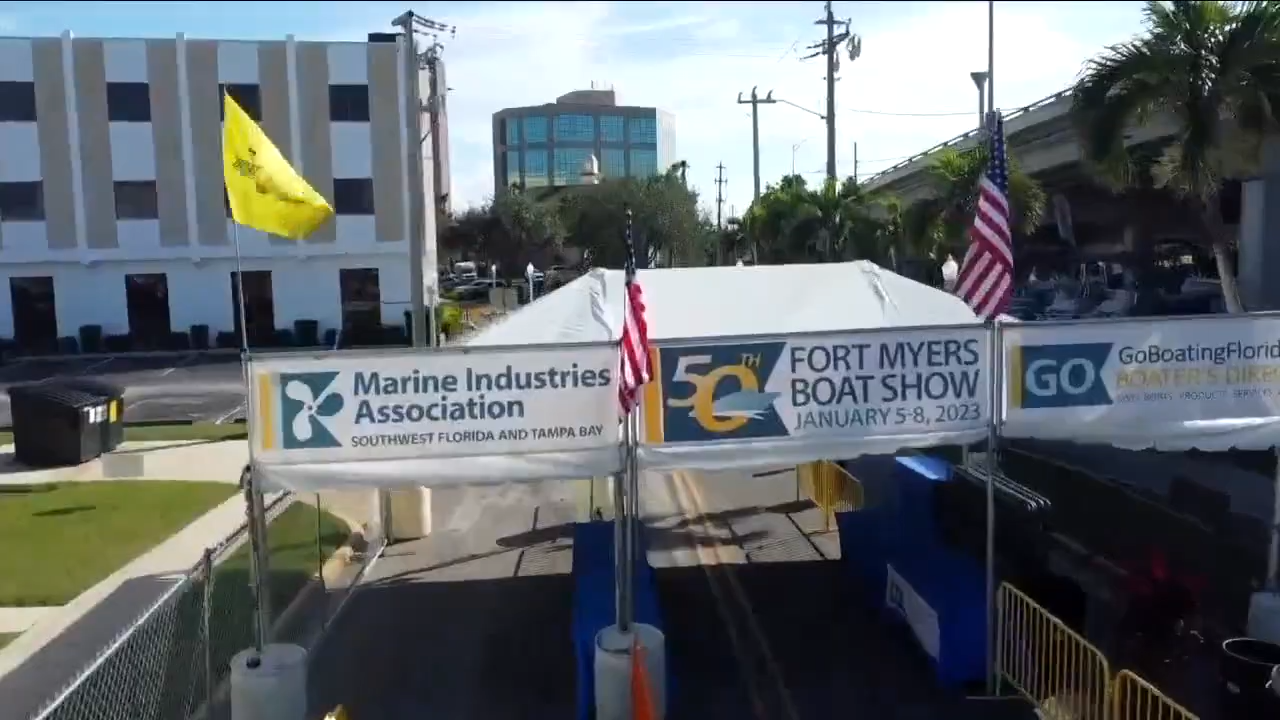 Marine Industries
Association
SOUTHWEST FLORIDA AND TAMPA BAY
50TH
FORT MYERS
BOAT SHOW
JANUARY 5-8, 2023
GO
GoBoatingFlorid
BOATER'S DIREC